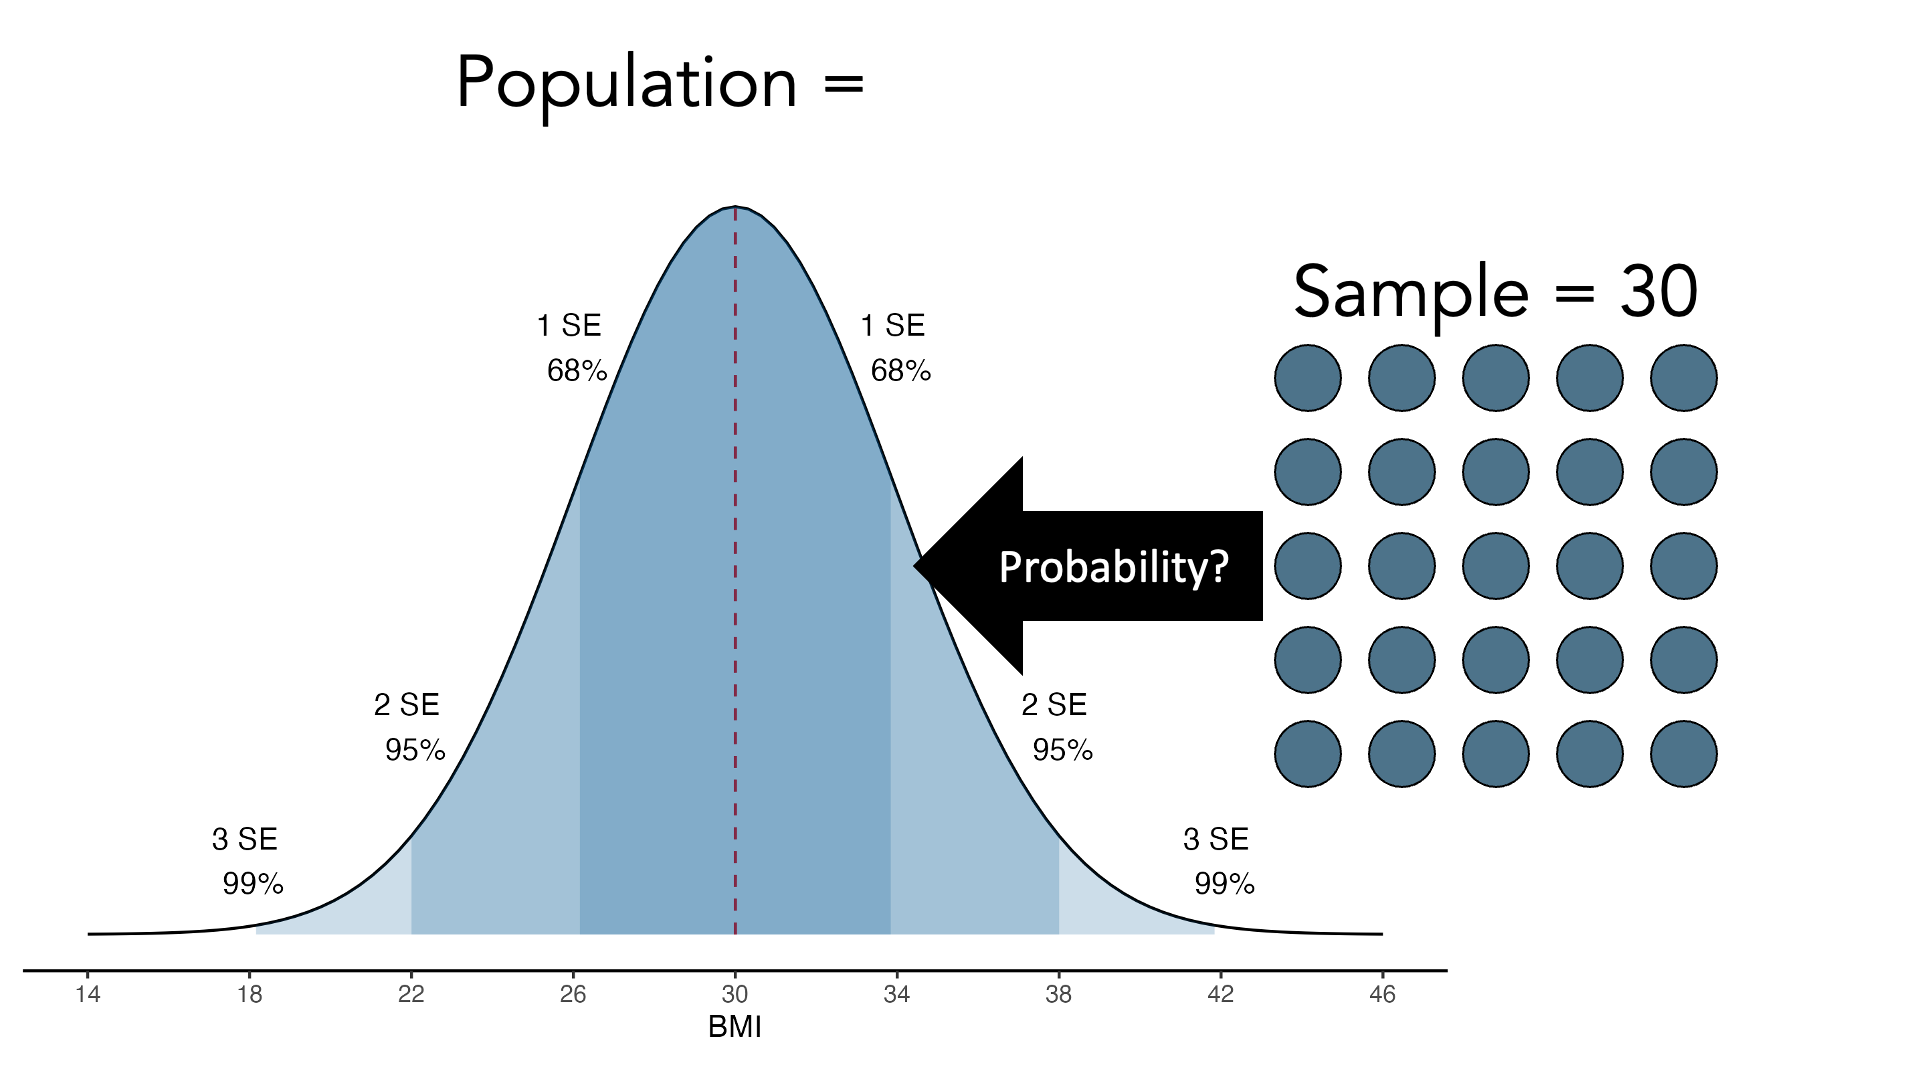 Population =
Sample = 30
1 SE
68%
1 SE
68%
Probability?
2 SE
95%
2 SE
95%
3 SE
99%
3 SE
99%
14 18 22 26 30 34 38 42 46
BMI